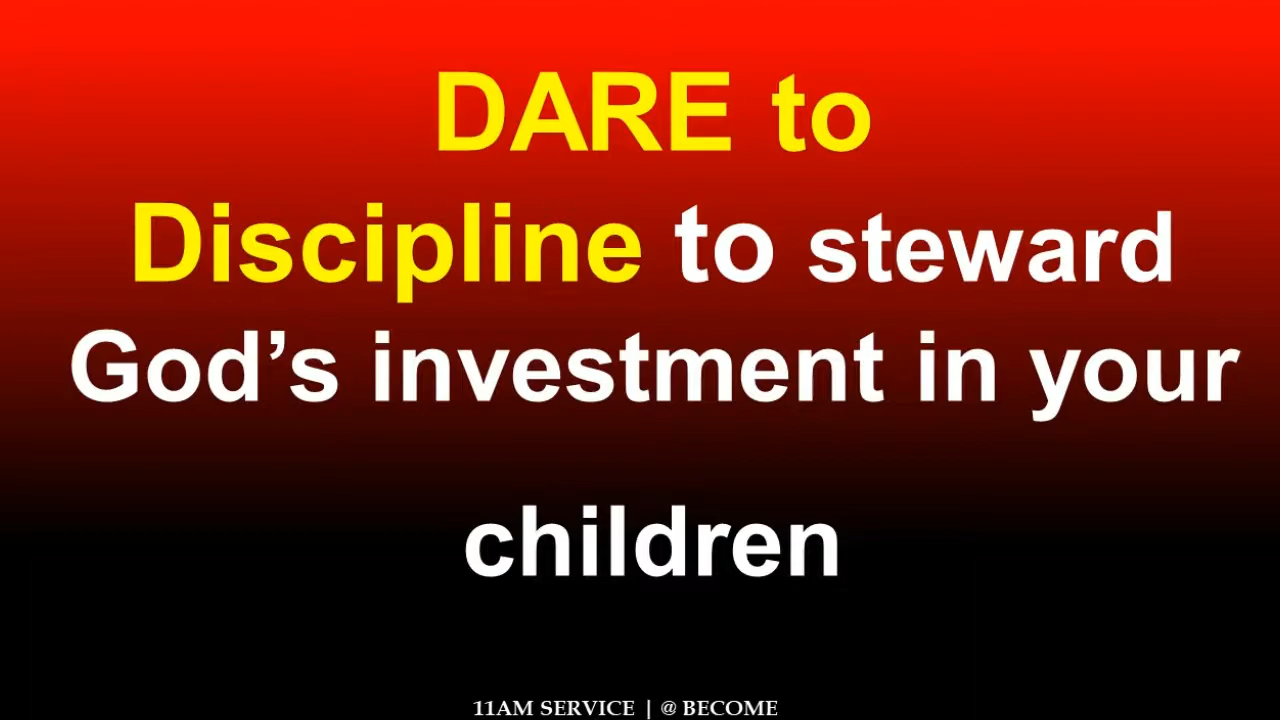 DARE to
Discipline to steward
God’s investment in your
children
11AM SERVICE | @ BECOME